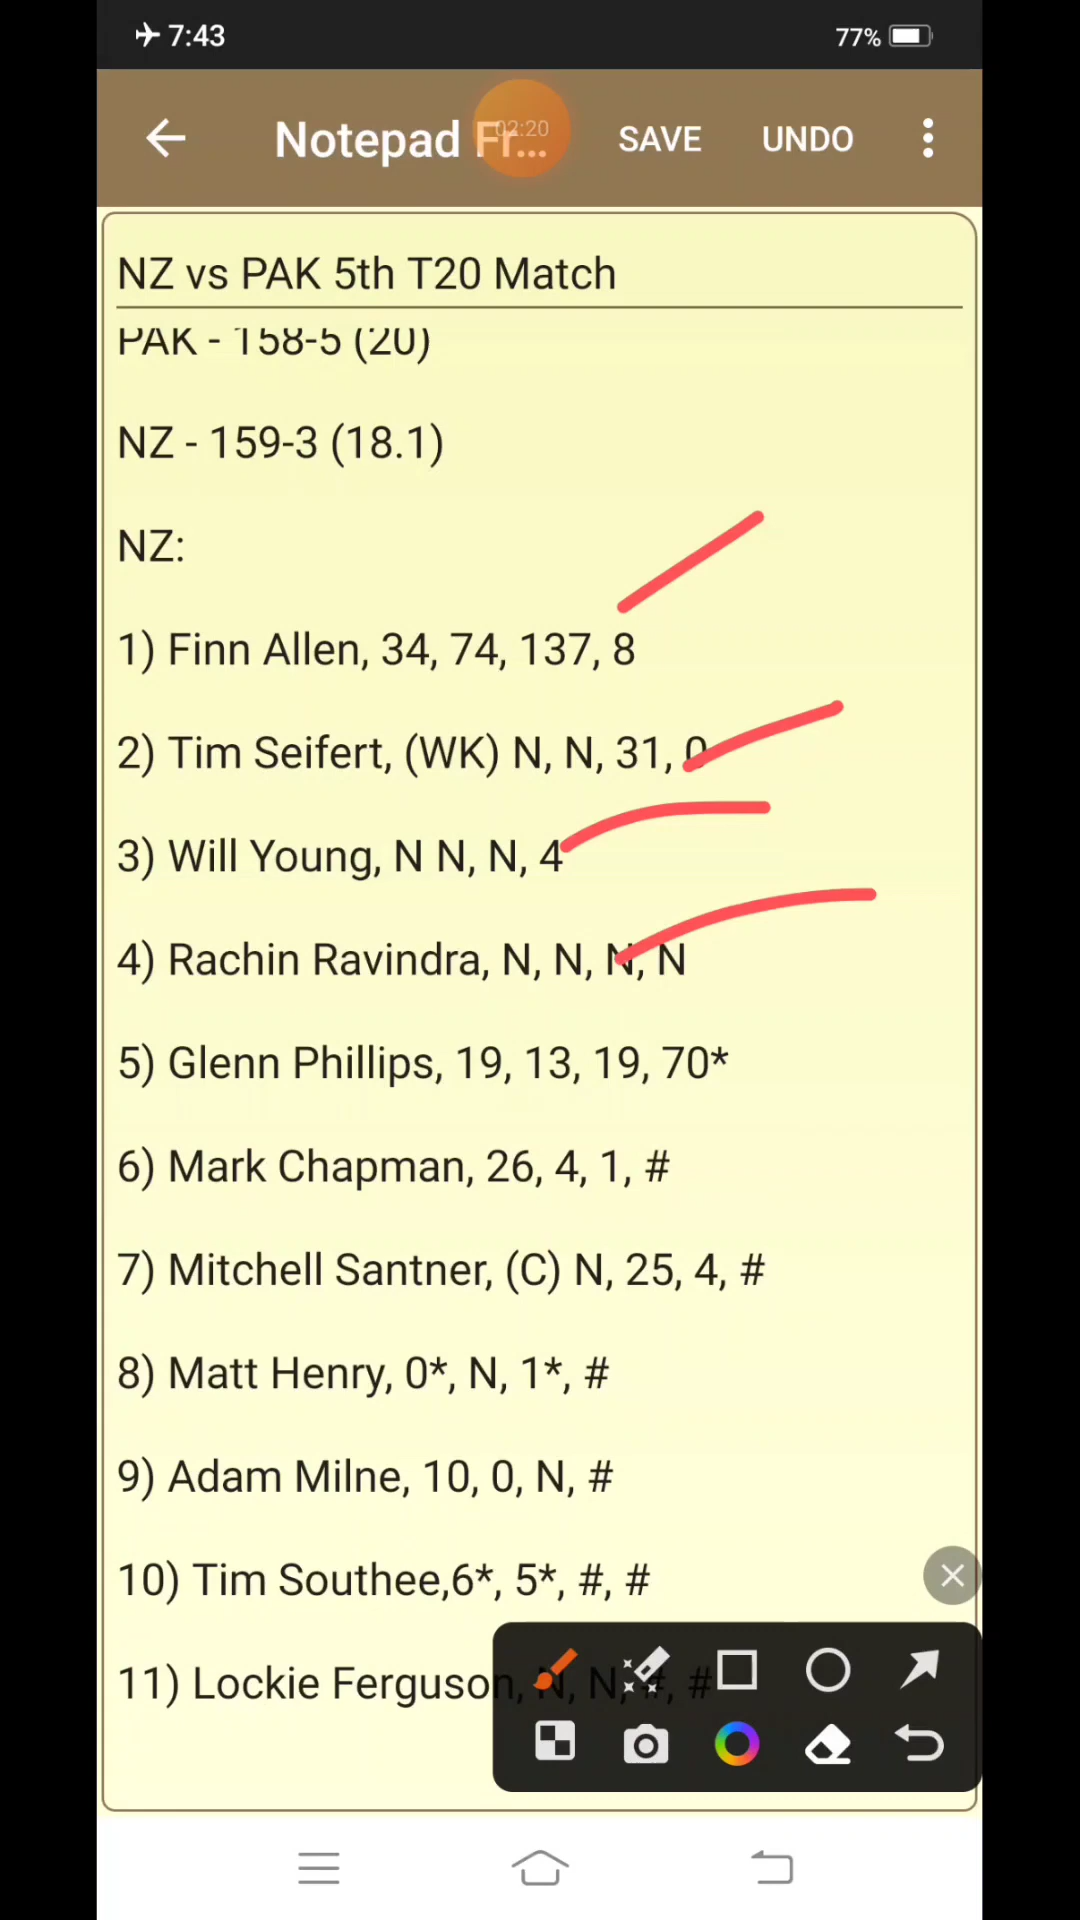 7:43
77%
Notepad Fr...
02:20
SAVE
UNDO
NZ vs PAK 5th T20 Match
PAK - 158-5 (20)
NZ - 159-3 (18.1)
NZ:
1) Finn Allen, 34, 74, 137, 8
2) Tim Seifert, (WK) N, N, 31, 0
3) Will Young, N N, N, 4
4) Rachin Ravindra, N, N, N, N
5) Glenn Phillips, 19, 13, 19, 70*
6) Mark Chapman, 26, 4, 1, #
7) Mitchell Santner, (C) N, 25, 4, #
8) Matt Henry, 0*, N, 1*, #
9) Adam Milne, 10, 0, N, #
10) Tim Southee,6*, 5*, #, #
11) Lockie Ferguson, N, N, #, #